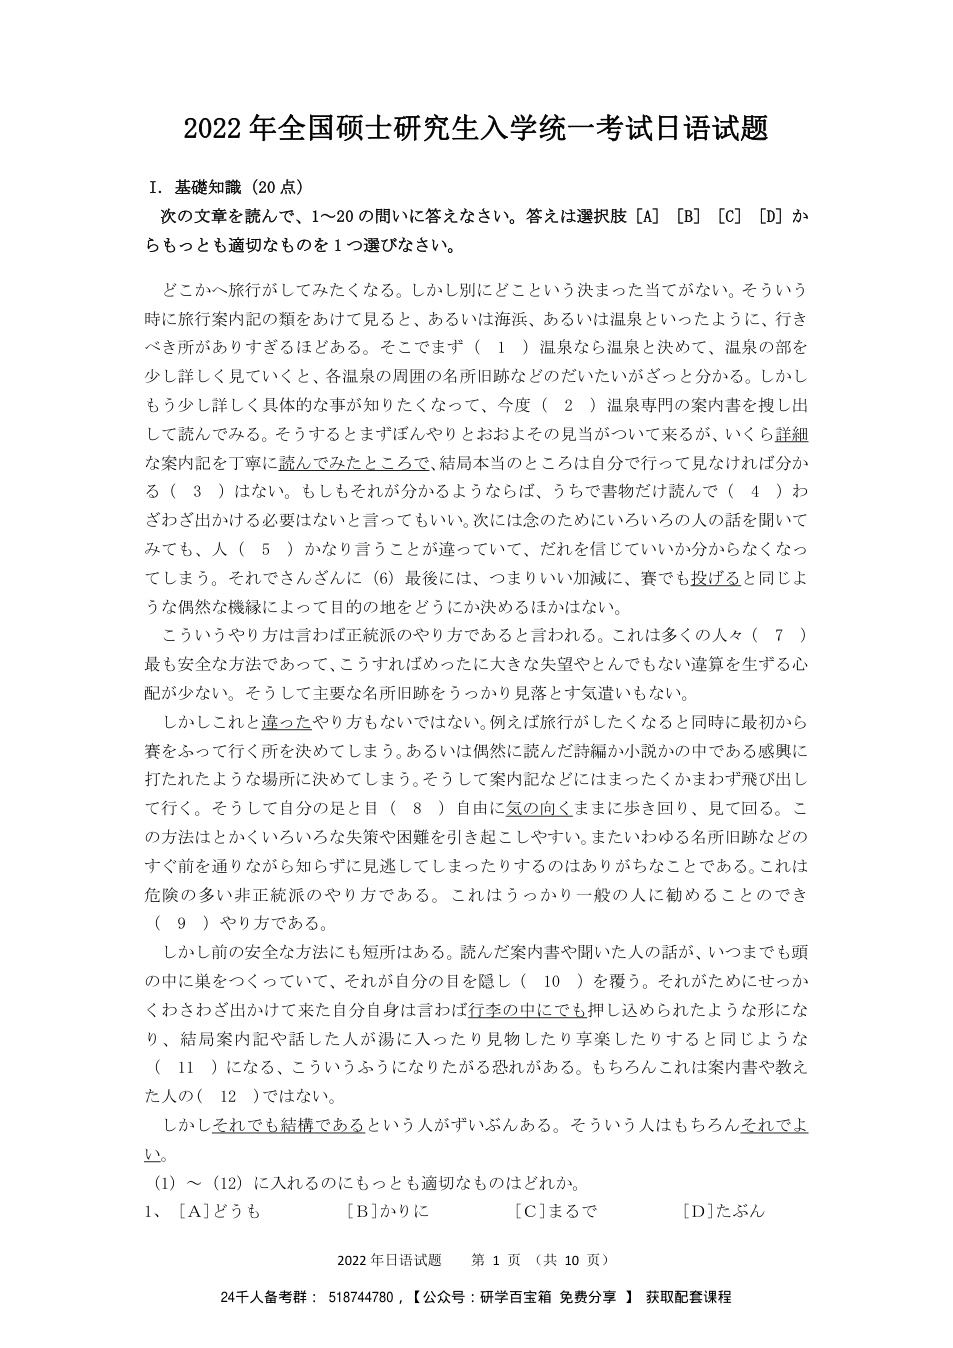 2022 年全国硕士研究生入学统一考试日语试题
I. 基礎知識（20 点）
次の文章を読んで、1～20 の問いに答えなさい。答えは選択肢［A］［B］［C］［D］か
らもっとも適切なものを 1 つ選びなさい。
どこかへ旅行がしてみたくなる。しかし別にどこという決まった当てがない。そういう
時に旅行案内記の類をあけて見ると、あるいは海浜、あるいは温泉といったように、行き
べき所がありすぎるほどある。そこでまず（ 1 ）温泉なら温泉と決めて、温泉の部を
少し詳しく見ていくと、各温泉の周囲の名所旧跡などのだいたいがざっと分かる。しかし
もう少し詳しく具体的な事が知りたくなって、今度（ 2 ）温泉専門の案内書を捜し出
して読んでみる。そうするとまずぼんやりとおおよその見当がついて来るが、いくら詳細
な案内記を丁寧に読んでみたところで、結局本当のところは自分で行って見なければ分か
る（ 3 ）はない。もしもそれが分かるようならば、うちで書物だけ読んで（ 4 ）わ
ざわざ出かける必要はないと言ってもいい。次には念のためにいろいろの人の話を聞いて
みても、人（ 5 ）かなり言うことが違っていて、だれを信じていいか分からなくなっ
てしまう。それでさんざんに（6）最後には、つまりいい加減に、賽でも投げると同じよ
うな偶然な機縁によって目的の地をどうにか決めるほかはない。
こういうやり方は言わば正統派のやり方であると言われる。これは多くの人々（ 7 ）
最も安全な方法であって、こうすればめったに大きな失望やとんでもない違算を生ずる心
配が少ない。そうして主要な名所旧跡をうっかり見落とす気遣いもない。
しかしこれと違ったやり方もないではない。例えば旅行がしたくなると同時に最初から
賽をふって行く所を決めてしまう。あるいは偶然に読んだ詩編か小説かの中である感興に
打たれたような場所に決めてしまう。そうして案内記などにはまったくかまわず飛び出し
て行く。そうして自分の足と目（ 8 ）自由に気の向くままに歩き回り、見て回る。こ
の方法はとかくいろいろな失策や困難を引き起こしやすい。またいわゆる名所旧跡などの
すぐ前を通りながら知らずに見逃してしまったりするのはありがちなことである。これは
危険の多い非正統派のやり方である。これはうっかり一般の人に勧めることのでき
（ 9 ）やり方である。
しかし前の安全な方法にも短所はある。読んだ案内書や聞いた人の話が、いつまでも頭
の中に巣をつくっていて、それが自分の目を隠し（ 10 ）を覆う。それがためにせっか
くわさわざ出かけて来た自分自身は言わば行李の中にでも押し込められたような形にな
り、結局案内記や話した人が湯に入ったり見物したり享楽したりすると同じような
（ 11 ）になる、こういうふうになりたがる恐れがある。もちろんこれは案内書や教え
た人の( 12 )ではない。
しかしそれでも結構であるという人がずいぶんある。そういう人はもちろんそれでよ
い。
（1）～（12）に入れるのにもっとも適切なものはどれか。
1、［A]どうも ［B]かりに ［C]まるで ［D]たぶん
2022 年日语试题 第 1 页 （共 10 页）
24千人备考群： 518744780，【公众号：研学百宝箱 免费分享 】 获取配套课程